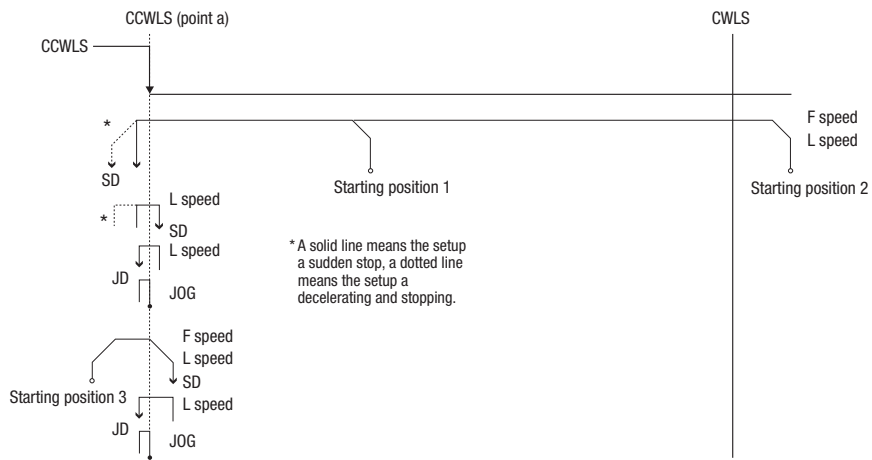 CCWLS (point a)
CWLS
CCWLS
F speed
L speed
*
SD
Starting position 1
Starting position 2
L speed
*
SD
L speed
JD
JOG
* A solid line means the setup
a sudden stop, a dotted line
means the setup a
decelerating and stopping.
F speed
L speed
SD
Starting position 3
L speed
JD
JOG